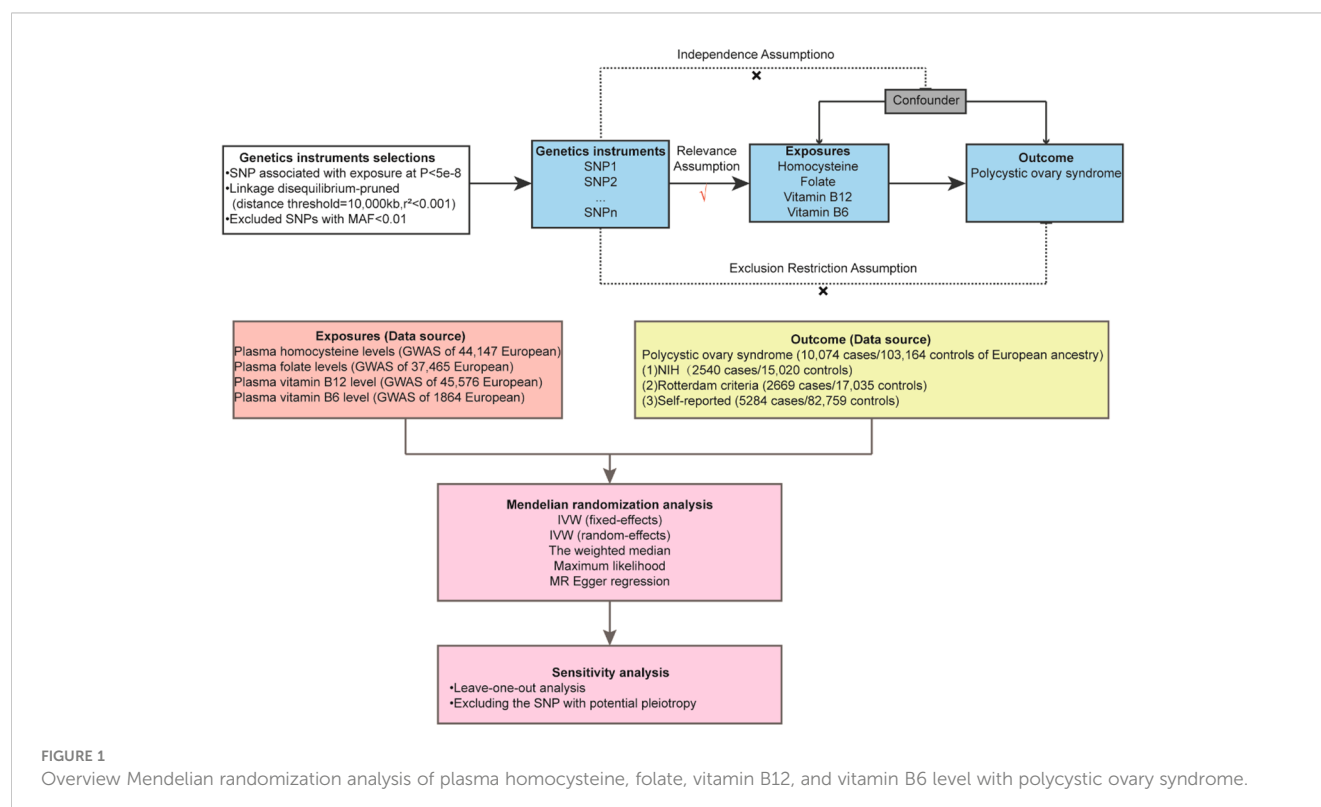 Independence Assumptiono
×
Confounder
Genetics instruments selections
•SNP associated with exposure at P<5e-8
•Linkage disequilibrium-pruned
(distance threshold=10,000kb,r²<0.001)
•Excluded SNPs with MAF<0.01
Genetics instruments
SNP1
SNP2
...
SNPn
Relevance
Assumption
√
Exposures
Homocysteine
Folate
Vitamin B12
Vitamin B6
Outcome
Polycystic ovary syndrome
Exclusion Restriction Assumption
×
Exposures (Data source)
Plasma homocysteine levels (GWAS of 44,147 European)
Plasma folate levels (GWAS of 37,465 European)
Plasma vitamin B12 level (GWAS of 45,576 European)
Plasma vitamin B6 level (GWAS of 1864 European)
Outcome (Data source)
Polycystic ovary syndrome (10,074 cases/103,164 controls of European ancestry)
(1)NIH（2540 cases/15,020 controls)
(2)Rotterdam criteria (2669 cases/17,035 controls)
(3)Self-reported (5284 cases/82,759 controls)
Mendelian randomization analysis
IVW (fixed-effects)
IVW (random-effects)
The weighted median
Maximum likelihood
MR Egger regression
Sensitivity analysis
•Leave-one-out analysis
•Excluding the SNP with potential pleiotropy
FIGURE 1
Overview Mendelian randomization analysis of plasma homocysteine, folate, vitamin B12, and vitamin B6 level with polycystic ovary syndrome.